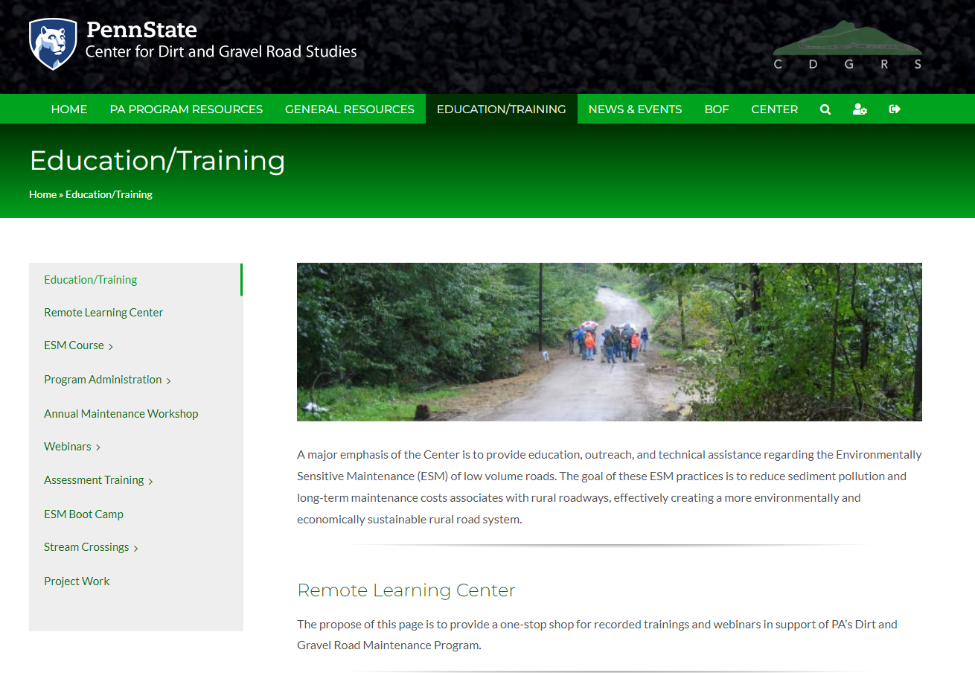 PennState
Center for Dirt and Gravel Road Studies
C D G R S
HOME PA PROGRAM RESOURCES GENERAL RESOURCES EDUCATION/TRAINING NEWS & EVENTS BOF CENTER
Education/Training
Home » Education/Training
Education/Training
Remote Learning Center
ESM Course >
Program Administration >
Annual Maintenance Workshop
Webinars >
Assessment Training >
ESM Boot Camp
Stream Crossings >
Project Work
A major emphasis of the Center is to provide education, outreach, and technical assistance regarding the Environmentally
Sensitive Maintenance (ESM) of low volume roads. The goal of these ESM practices is to reduce sediment pollution and
long-term maintenance costs associates with rural roadways, effectively creating a more environmentally and
economically sustainable rural road system.
Remote Learning Center
The propose of this page is to provide a one-stop shop for recorded trainings and webinars in support of PA's Dirt and
Gravel Road Maintenance Program.